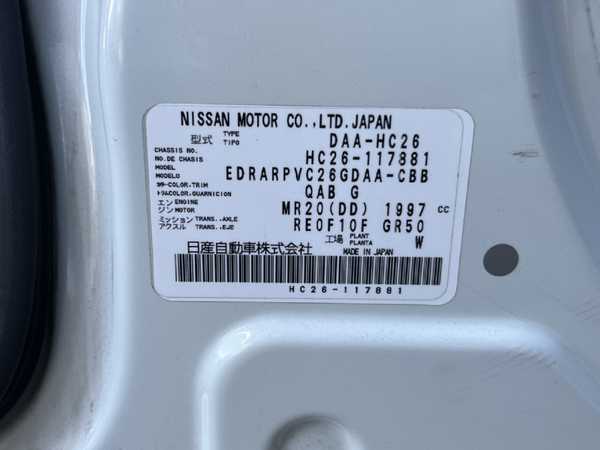 NISSAN MOTOR CO.,LTD.JAPAN
型式 TYPE TIPO DAA-HC26
CHASSIS NO. NO.DE CHASIS HC26-117881
MODEL MODELO EDRARPVC26GDAA-CBB
カラー COLOR,TRIM トリム COLOR,GUARNICION QAB G
エンジン ENGINE MOTOR MR20(DD) 1997 CC
ミッション TRANS.,AXLE アクスル TRANS.,EJE RE0F10F GR50
工場 PLANT PLANTA W
日産自動車株式会社 MADE IN JAPAN
HC26-117881